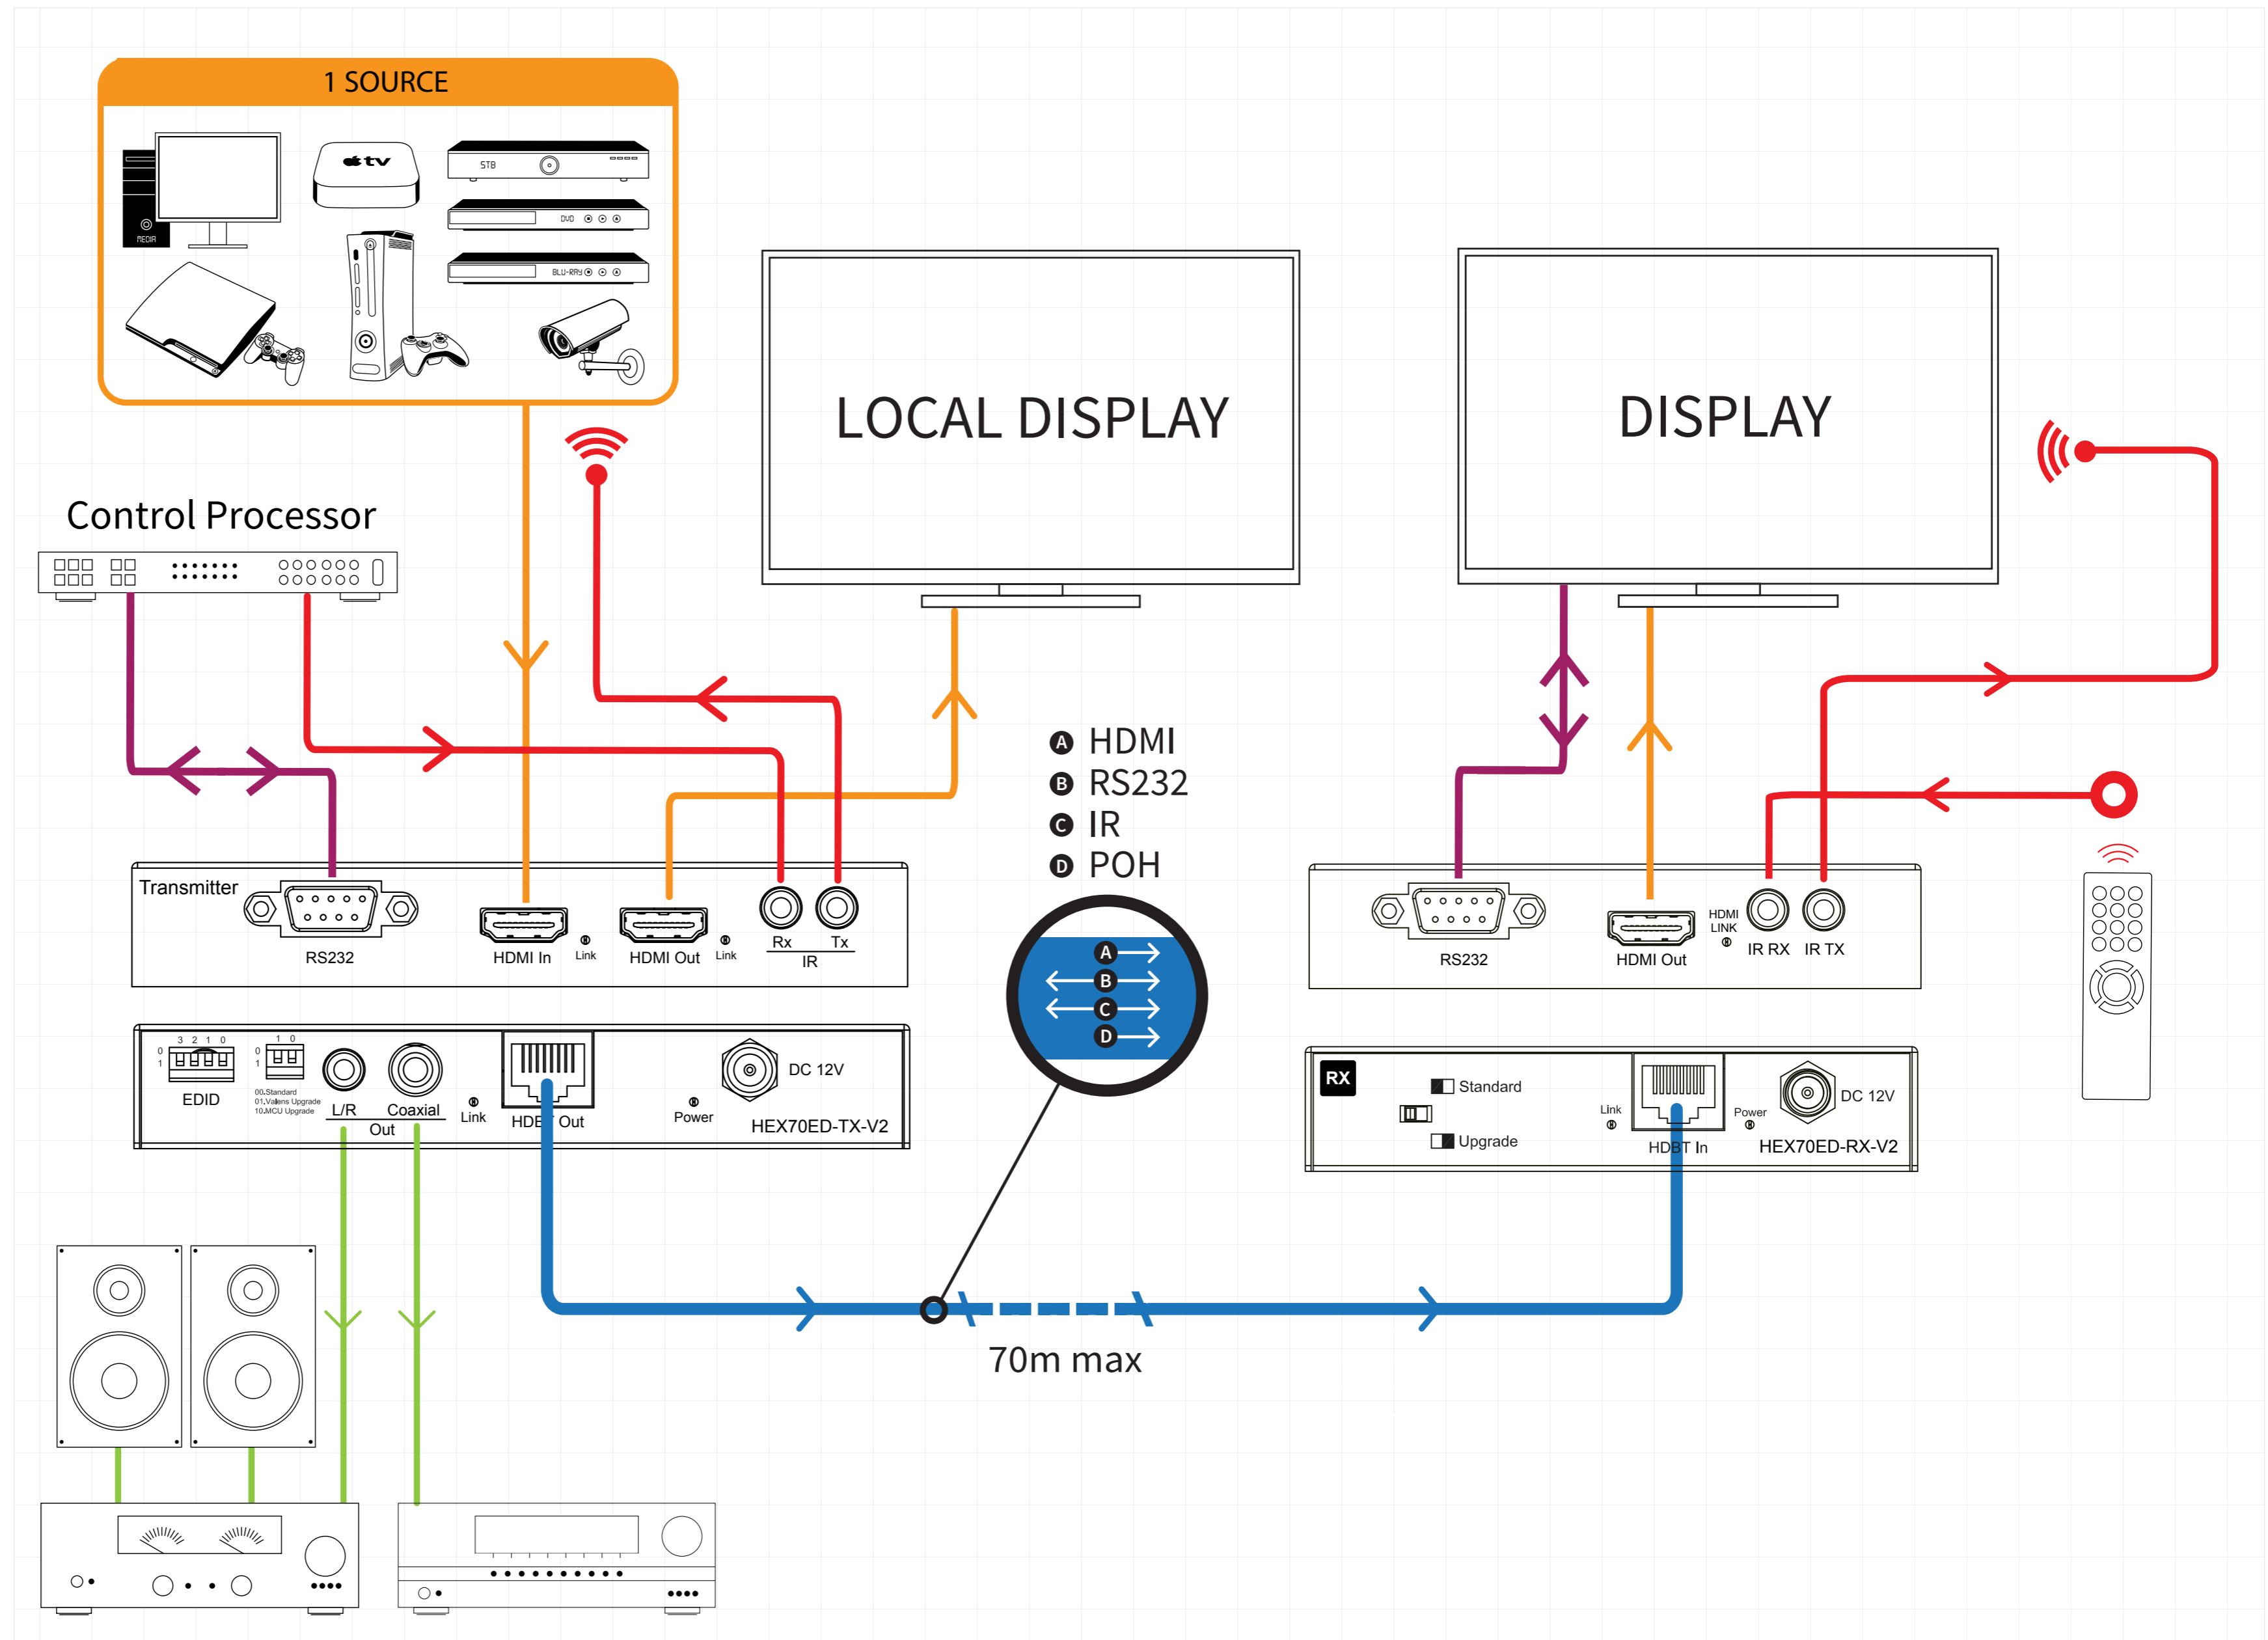 1 SOURCE
tv
STB
DVD
BLU-RAY
MEDIA
LOCAL DISPLAY
DISPLAY
Control Processor
A HDMI
B RS232
C IR
D POH
Transmitter
RS232
HDMI In
Link
HDMI Out
Link
Rx Tx
IR
A
B
C
D
RS232
HDMI Out
HDMI
LINK
IR RX IR TX
3 2 1 0
0
1
EDID
1 0
0
1
00.Standard
01.Valens Upgrade
10.MCU Upgrade
L/R Coaxial
Out
Link
HDBT Out
Power
DC 12V
HEX70ED-TX-V2
RX
Standard
Upgrade
Link
HDBT In
Power
DC 12V
HEX70ED-RX-V2
70m max